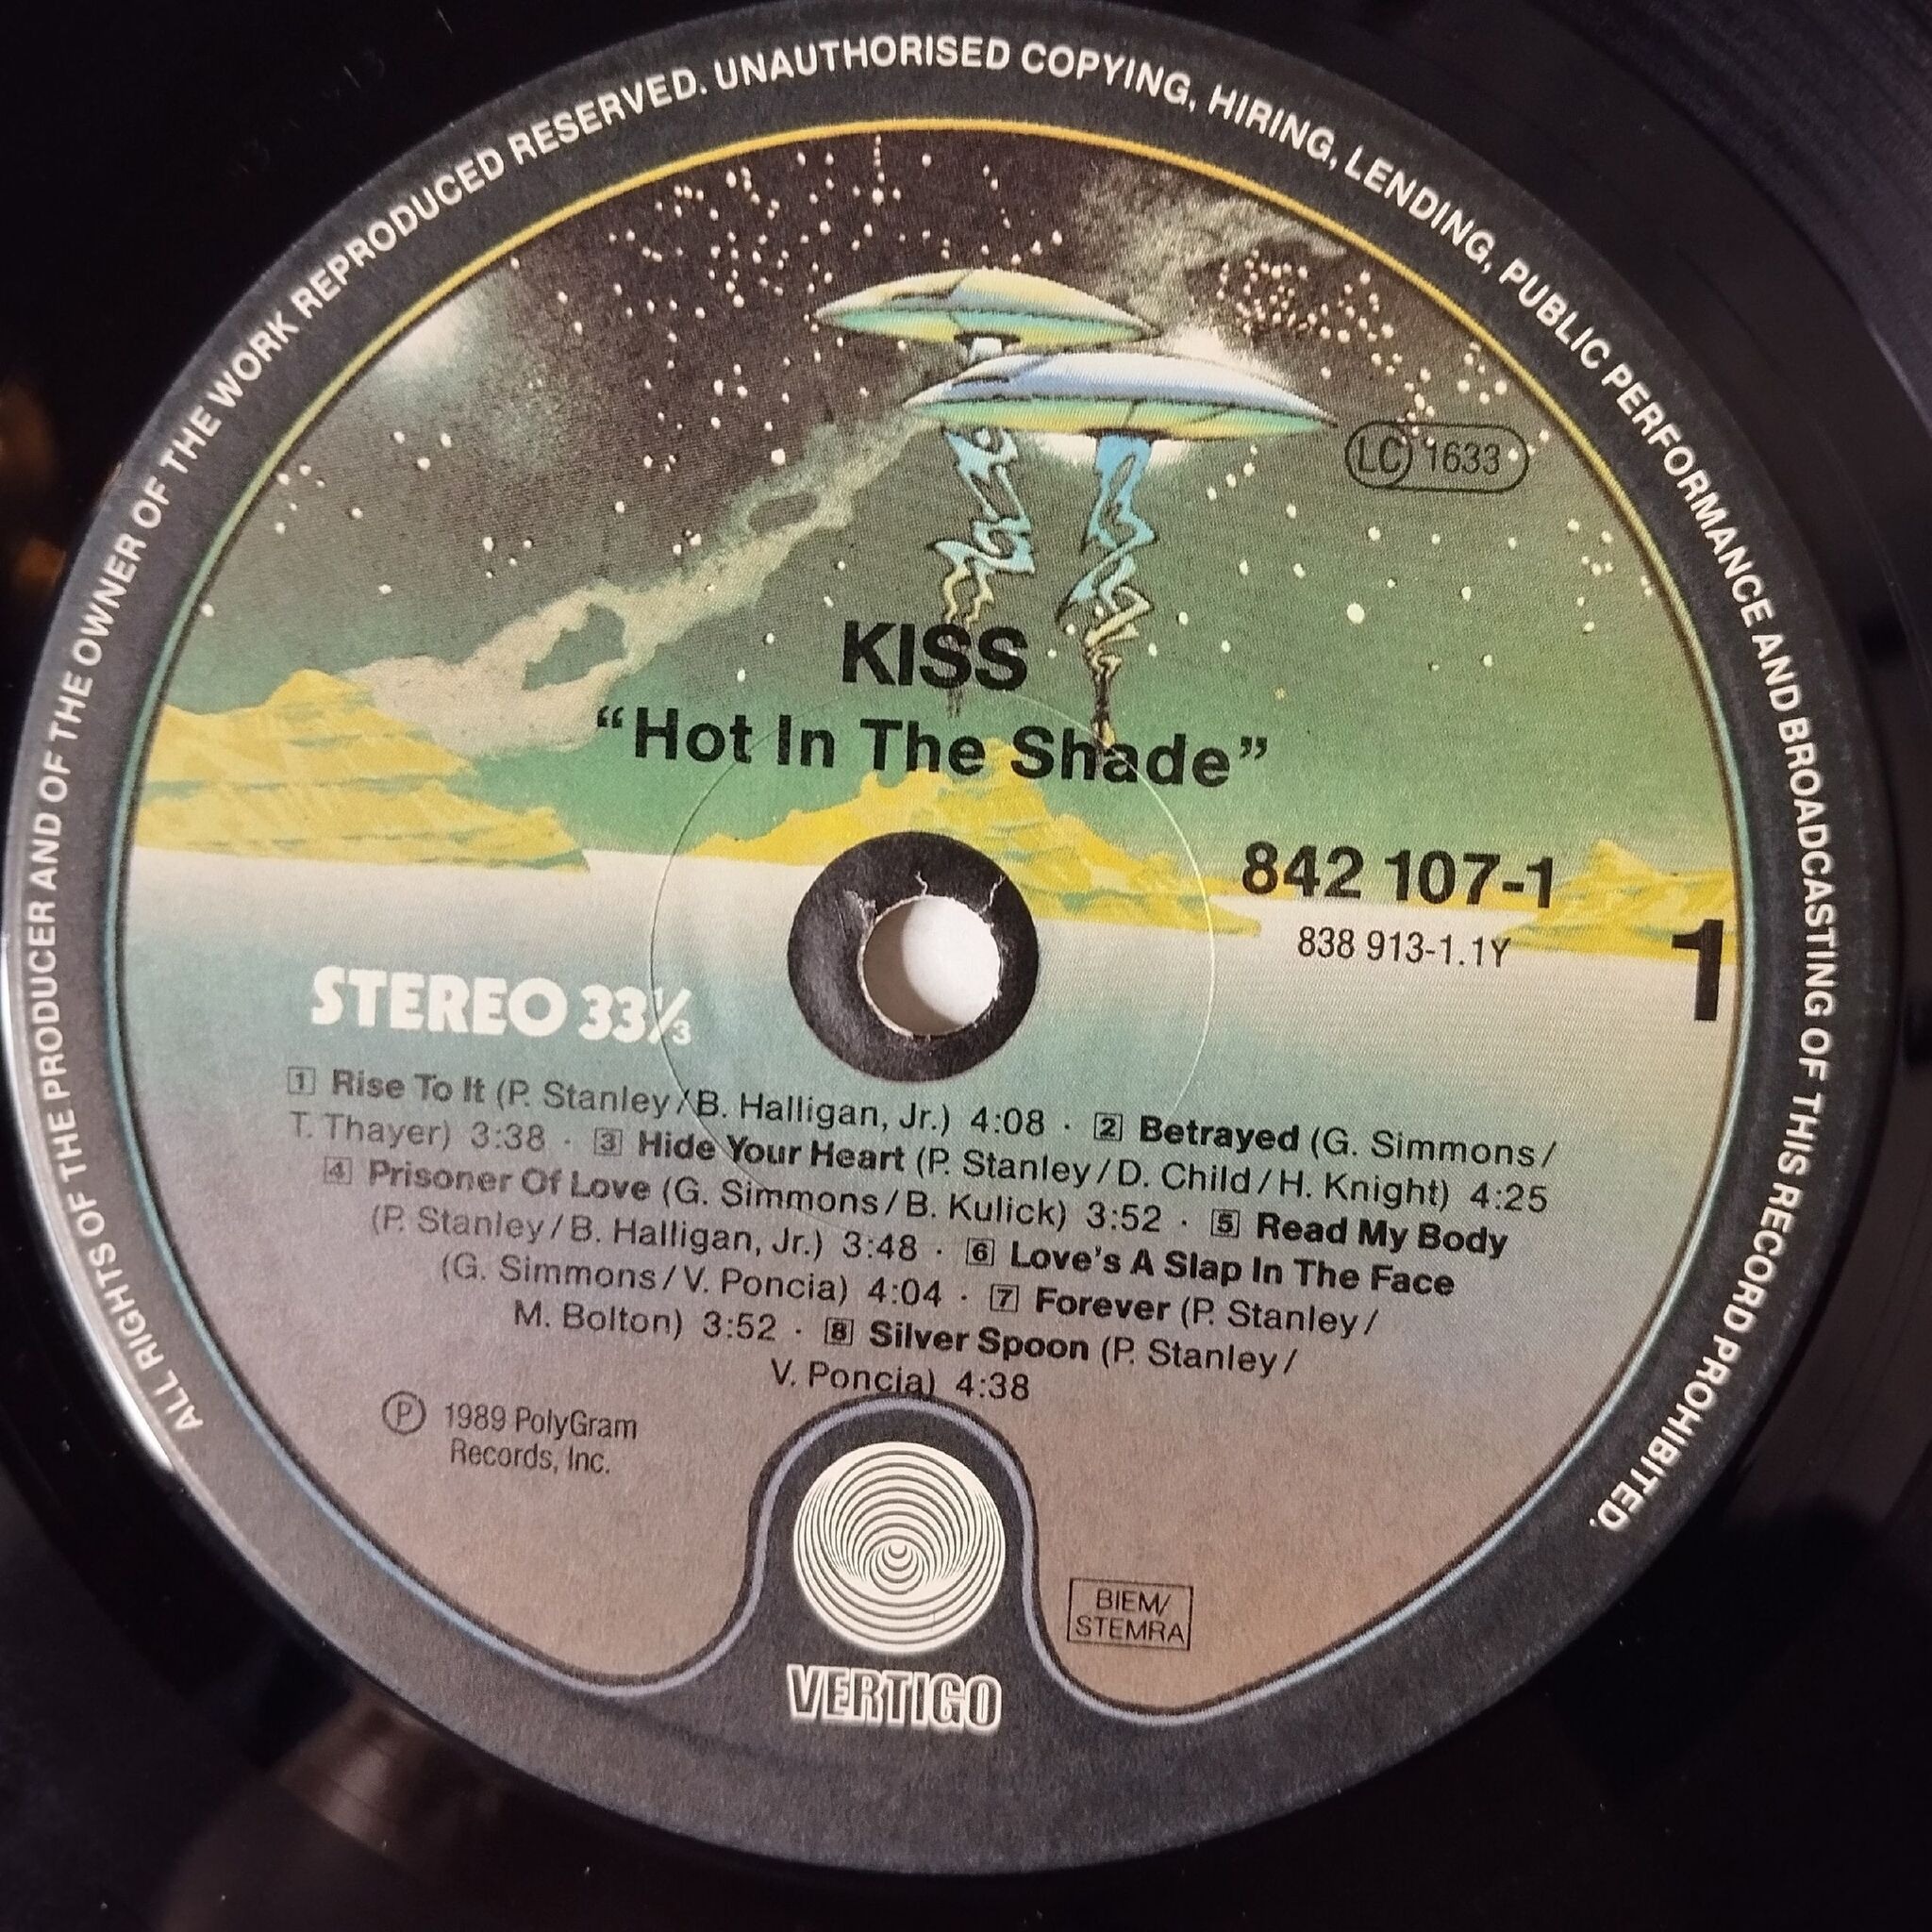 ALL RIGHTS OF THE PRODUCER AND OF THE OWNER OF THE WORK REPRODUCED RESERVED. UNAUTHORISED COPYING, HIRING, LENDING, PUBLIC PERFORMANCE AND BROADCASTING OF THIS RECORD PROHIBITED.
LC 1633
KISS
“Hot In The Shade”
842 107-1
838 913-1.1Y
1
STEREO 33⅓
1 Rise To It (P. Stanley/B. Halligan, Jr.) 4:08 · 2 Betrayed (G. Simmons/
T. Thayer) 3:38 · 3 Hide Your Heart (P. Stanley/D. Child/H. Knight) 4:25
4 Prisoner Of Love (G. Simmons/B. Kulick) 3:52 · 5 Read My Body
(P. Stanley/B. Halligan, Jr.) 3:48 · 6 Love’s A Slap In The Face
(G. Simmons/V. Poncia) 4:04 · 7 Forever (P. Stanley/
M. Bolton) 3:52 · 8 Silver Spoon (P. Stanley/
V. Poncia) 4:38
Ⓟ 1989 PolyGram
Records, Inc.
BIEM/
STEMRA
VERTIGO